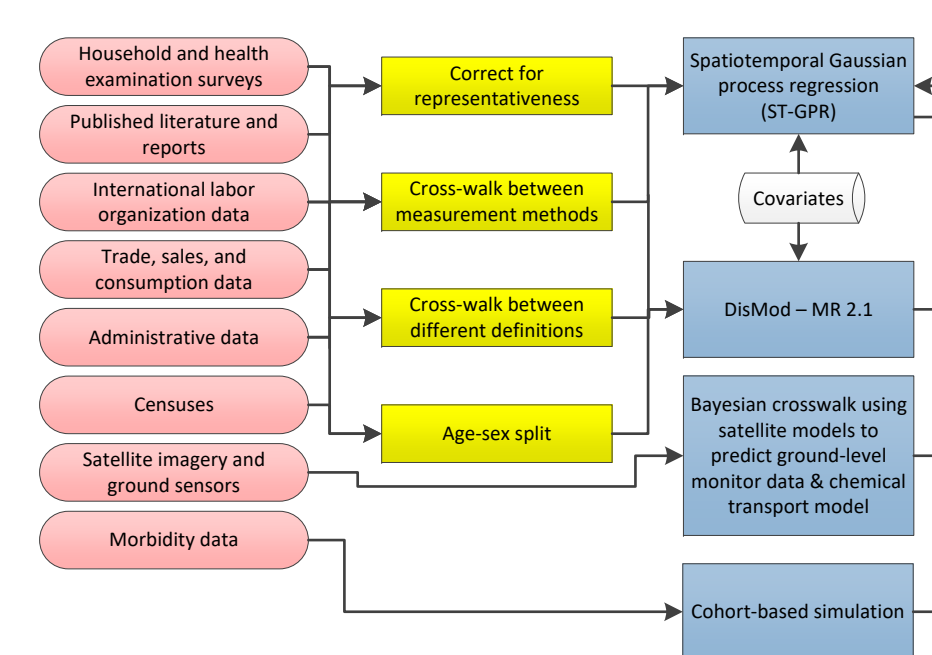 Household and health
examination surveys
Published literature and
reports
International labor
organization data
Trade, sales, and
consumption data
Administrative data
Censuses
Satellite imagery and
ground sensors
Morbidity data
Correct for
representativeness
Cross-walk between
measurement methods
Cross-walk between
different definitions
Age-sex split
Spatiotemporal Gaussian
process regression
(ST-GPR)
Covariates
DisMod – MR 2.1
Bayesian crosswalk using
satellite models to
predict ground-level
monitor data & chemical
transport model
Cohort-based simulation